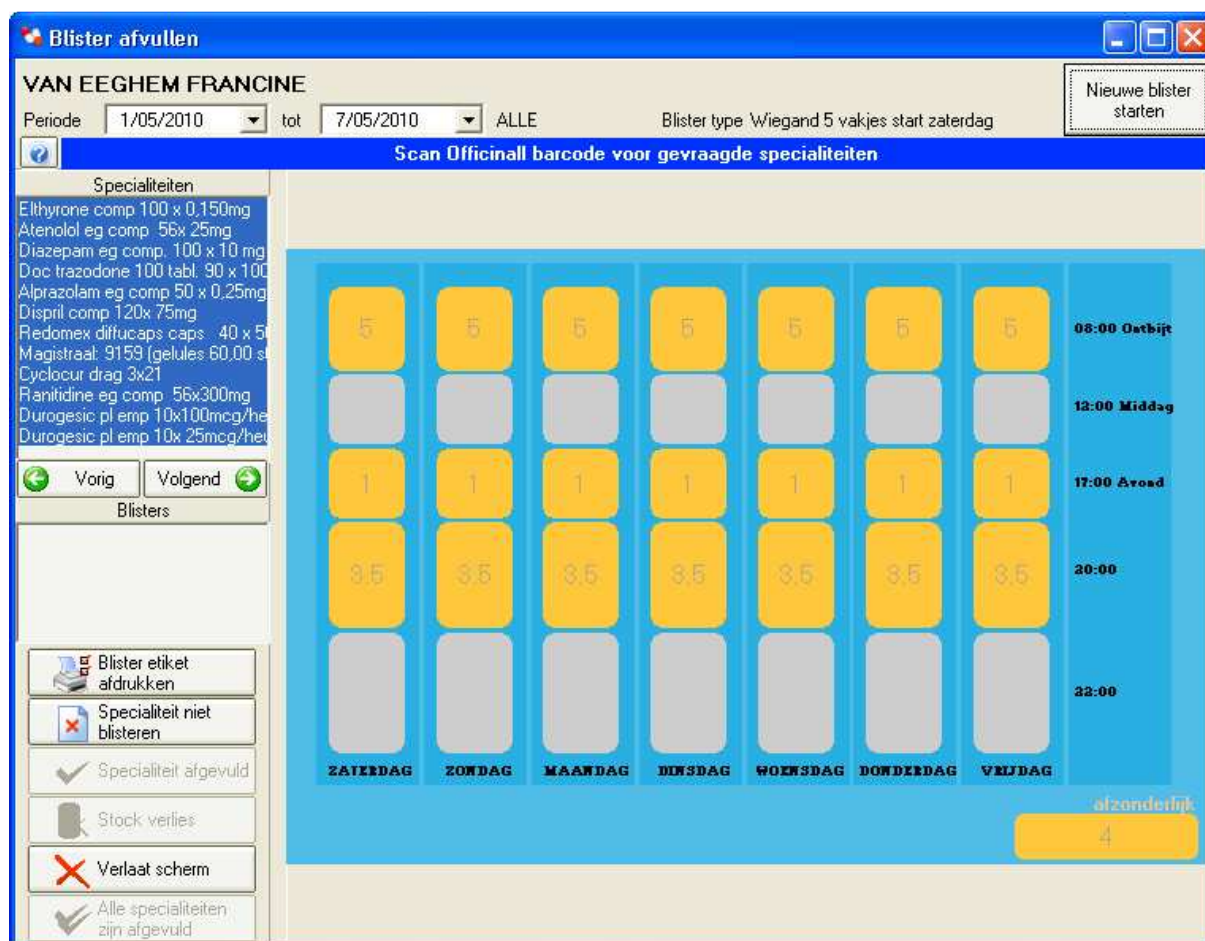 Blister afvullen
VAN EEGHEM FRANCINE
Nieuwe blister starten
Periode 1/05/2010 tot 7/05/2010 ALLE Blister type Wiegand 5 vakjes start zaterdag
Scan Officinall barcode voor gevraagde specialiteiten
Specialiteiten
Elthyrone comp 100 x 0,150mg
Atenolol eg comp 56x 25mg
Diazepam eg comp. 100 x 10 mg
Doc trazodone 100 tabl. 90 x 100
Alprazolam eg comp 50 x 0,25mg
Dispril comp 120x 75mg
Redomex diffucaps caps 40 x 5
Magistraal: 9159 (gelules 60,00 s
Cyclocur drag 3x21
Ranitidine eg comp 56x300mg
Durogesic pl emp 10x100mcg/he
Durogesic pl emp 10x 25mcg/heu
Vorig Volgend
Blisters
Blister etiket
afdrukken
Specialiteit niet
blisteren
Specialiteit afgevuld
Stock verlies
Verlaat scherm
Alle specialiteiten
zijn afgevuld
5 5 5 5 5 5 5 08:00 Ontbijt
12:00 Middag
1 1 1 1 1 1 1 17:00 Avond
3,5 3,5 3,5 3,5 3,5 3,5 3,5 20:00
22:00
ZATERDAG ZONDAG MAANDAG DINSDAG WOENSDAG DONDERDAG VRIJDAG
afzonderlijk
4